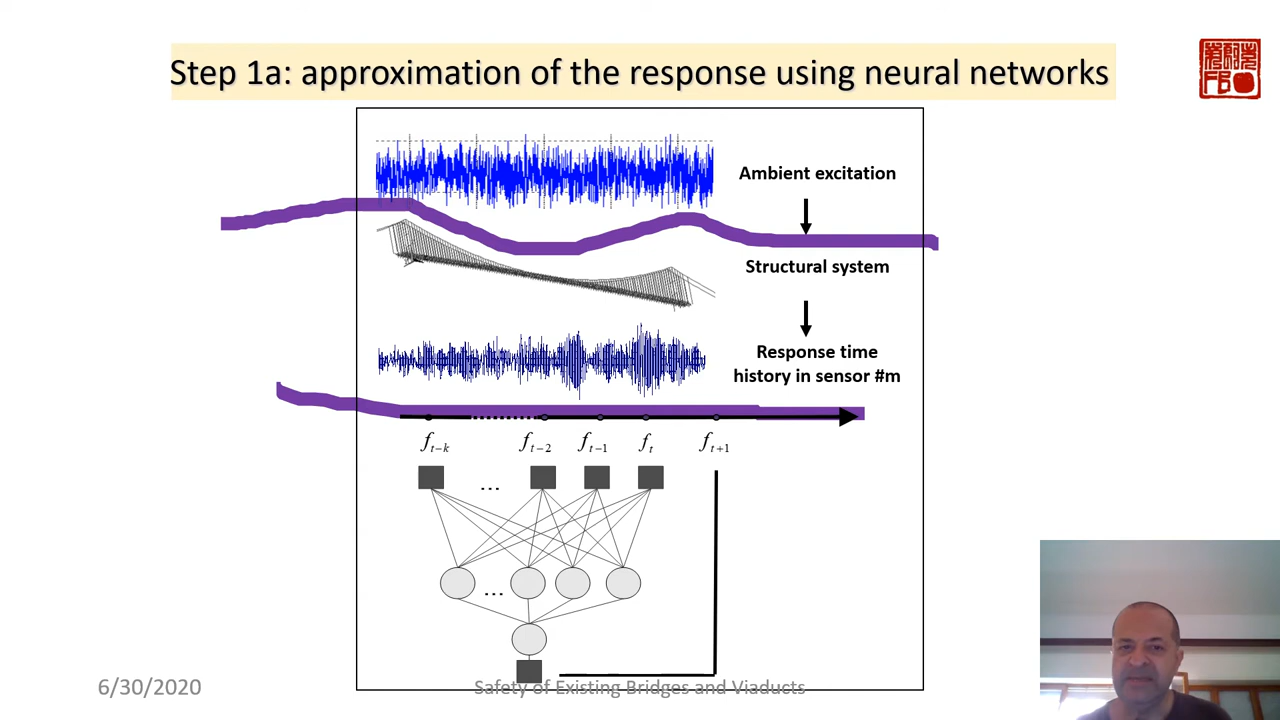 Step 1a: approximation of the response using neural networks
Ambient excitation
Structural system
Response time
history in sensor #m
f_{t-k} f_{t-2} f_{t-1} f_t f_{t+1}
...
...
6/30/2020
Safety of Existing Bridges and Viaducts